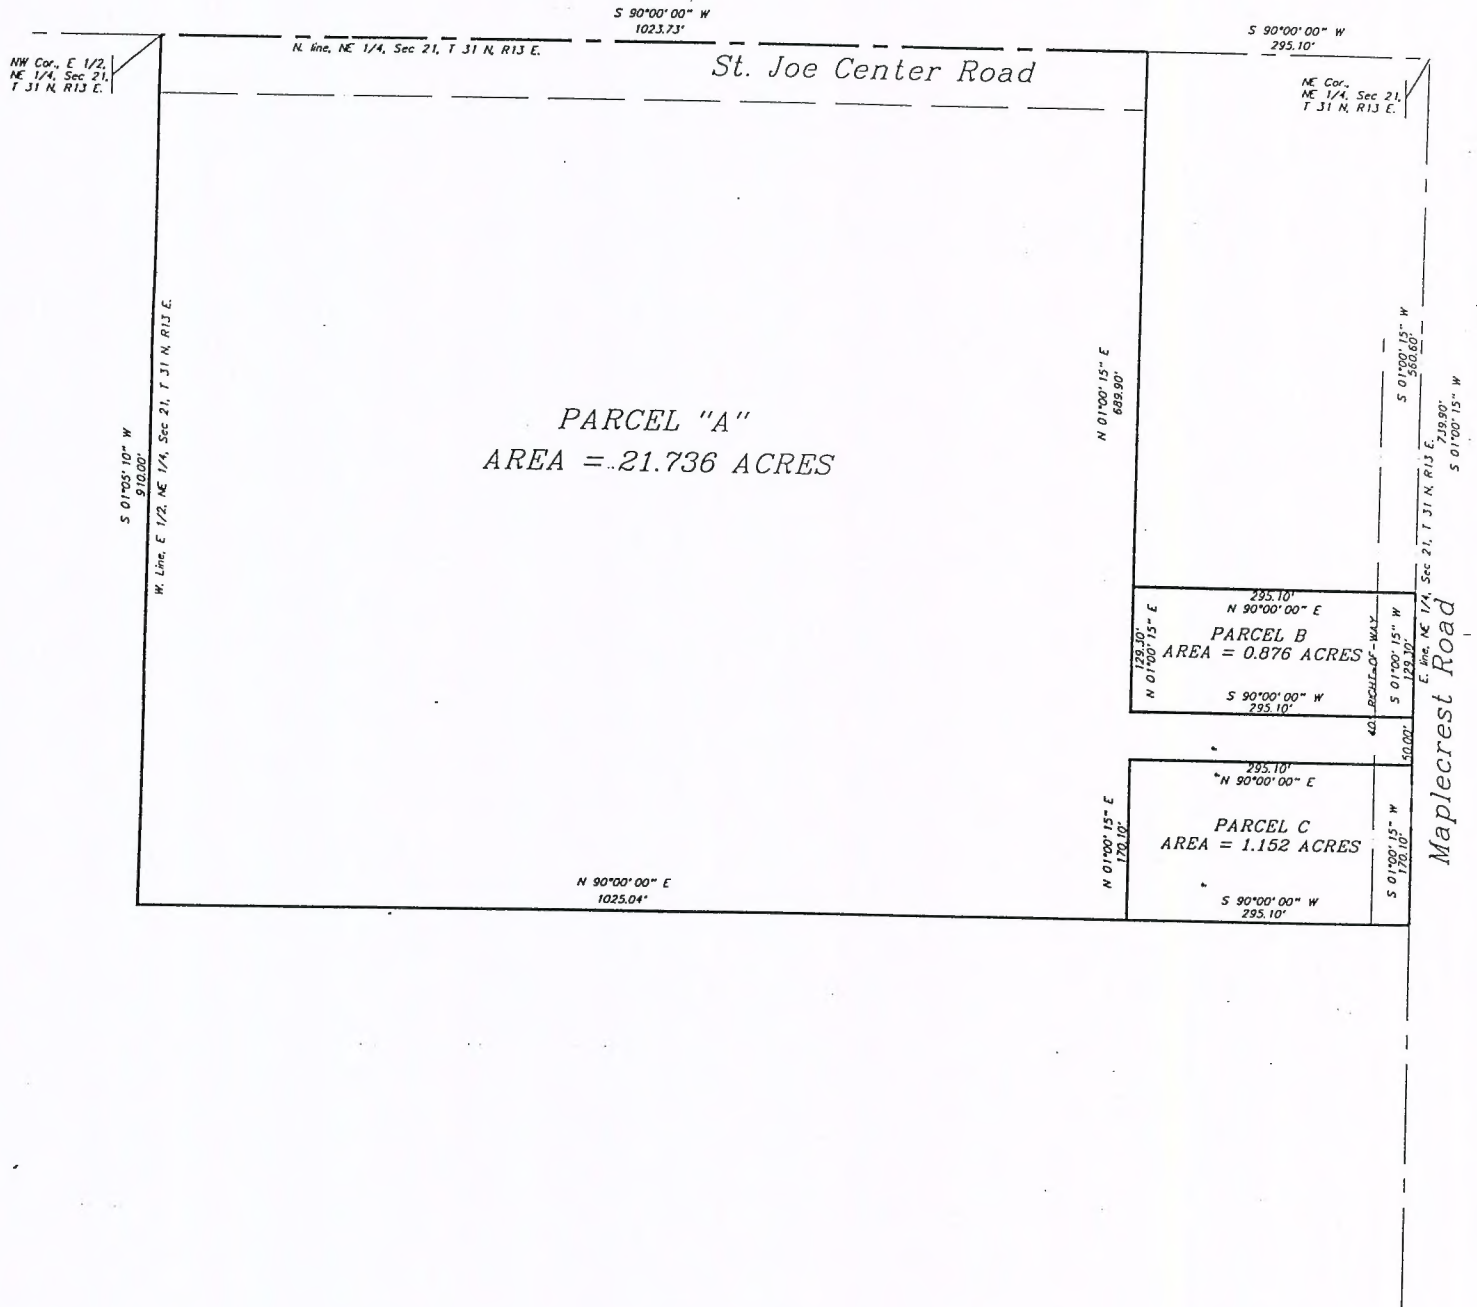 S 90°00'00" W
1023.73'
S 90°00'00" W
295.10'
NW Cor., E 1/2,
NE 1/4, Sec 21,
T 31 N, R13 E.
N. line, NE 1/4, Sec 21, T 31 N, R13 E.
St. Joe Center Road
NE Cor.,
NE 1/4, Sec 21,
T 31 N, R13 E.
S 01°05'10" W
910.00'
W. Line, E 1/2, NE 1/4, Sec 21, T 31 N, R13 E.
PARCEL "A"
AREA = 21.736 ACRES
N 01°00'15" E
689.90'
S 01°00'15" W
560.60'
739.90'
S 01°00'15" W
E. line, NE 1/4, Sec 21, T 31 N, R13 E.
Maplecrest Road
295.10'
N 90°00'00" E
PARCEL B
AREA = 0.876 ACRES
S 90°00'00" W
295.10'
129.30'
N 01°00'15" E
40' RIGHT-OF-WAY
S 01°00'15" W
129.30'
50.00'
295.10'
N 90°00'00" E
PARCEL C
AREA = 1.152 ACRES
S 90°00'00" W
295.10'
N 01°00'15" E
170.10'
S 01°00'15" W
170.10'
N 90°00'00" E
1025.04'